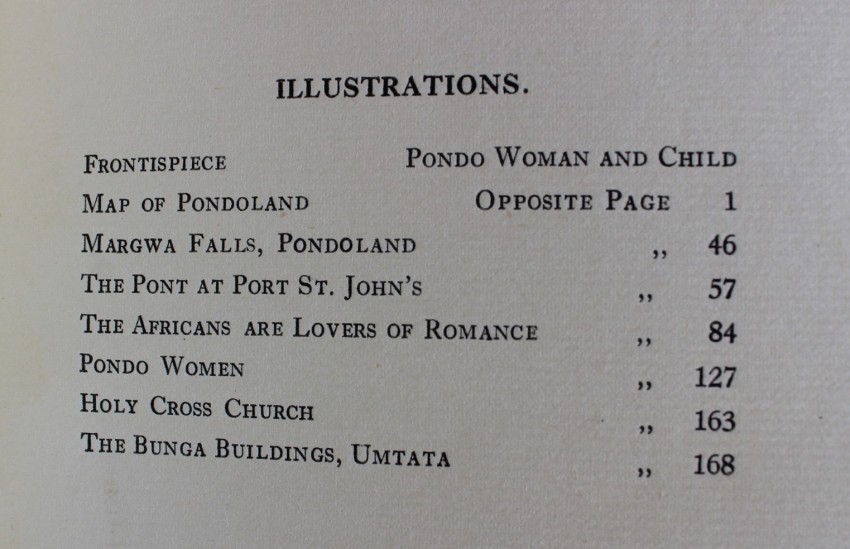 ILLUSTRATIONS.
FRONTISPIECE PONDO WOMAN AND CHILD
MAP OF PONDOLAND OPPOSITE PAGE 1
MARGWA FALLS, PONDOLAND ,, 46
THE PONT AT PORT ST. JOHN'S ,, 57
THE AFRICANS ARE LOVERS OF ROMANCE ,, 84
PONDO WOMEN ,, 127
HOLY CROSS CHURCH ,, 163
THE BUNGA BUILDINGS, UMTATA ,, 168